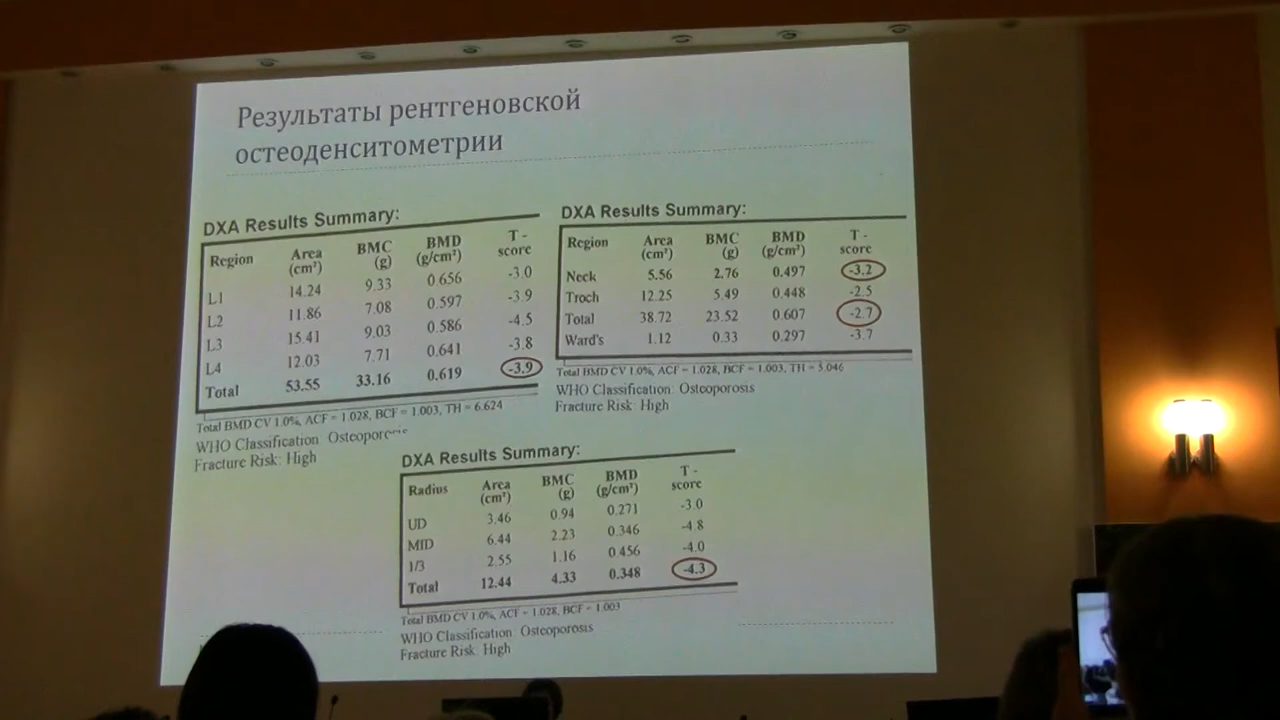 Результаты рентгеновской
остеоденситометрии
DXA Results Summary:
Region Area (cm²) BMC (g) BMD (g/cm²) T - score
L1 14.24 9.33 0.656 -3.0
L2 11.86 7.08 0.597 -3.9
L3 15.41 9.03 0.586 -4.5
L4 12.03 7.71 0.641 -3.8
Total 53.55 33.16 0.619 -3.9
Total BMD CV 1.0%, ACF = 1.028, BCF = 1.003, TH = 6.624
WHO Classification: Osteoporosis
Fracture Risk: High
DXA Results Summary:
Region Area (cm²) BMC (g) BMD (g/cm²) T - score
Neck 5.56 2.76 0.497 -3.2
Troch 12.25 5.49 0.448 -2.5
Total 38.72 23.52 0.607 -2.7
Ward's 1.12 0.33 0.297 -3.7
Total BMD CV 1.0%, ACF = 1.028, BCF = 1.003, TH = 5.046
WHO Classification: Osteoporosis
Fracture Risk: High
DXA Results Summary:
Radius Area (cm²) BMC (g) BMD (g/cm²) T - score
UD 3.46 0.94 0.271 -3.0
MID 6.44 2.23 0.346 -4.8
1/3 2.55 1.16 0.456 -4.0
Total 12.44 4.33 0.348 -4.3
Total BMD CV 1.0%, ACF = 1.028, BCF = 1.003
WHO Classification: Osteoporosis
Fracture Risk: High